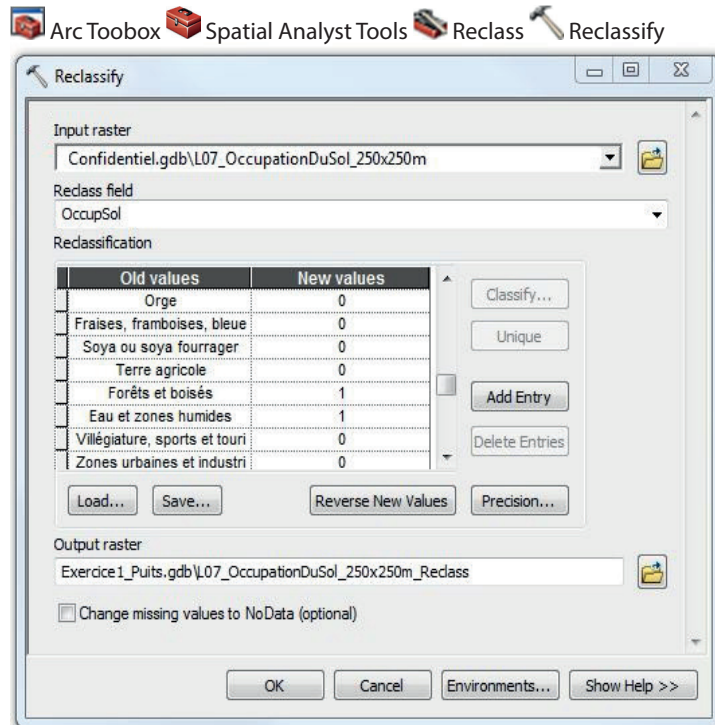 Arc Toobox Spatial Analyst Tools Reclass Reclassify
Reclassify
Input raster
Confidentiel.gdb\L07_OccupationDuSol_250x250m
Reclass field
OccupSol
Reclassification
Old values New values
Orge 0
Fraises, framboises, bleue 0
Soya ou soya fourrager 0
Terre agricole 0
Forêts et boisés 1
Eau et zones humides 1
Villégiature, sports et touri 0
Zones urbaines et industri 0
Classify...
Unique
Add Entry
Delete Entries
Load... Save... Reverse New Values Precision...
Output raster
Exercice1_Puits.gdb\L07_OccupationDuSol_250x250m_Reclass
Change missing values to NoData (optional)
OK Cancel Environments... Show Help >>